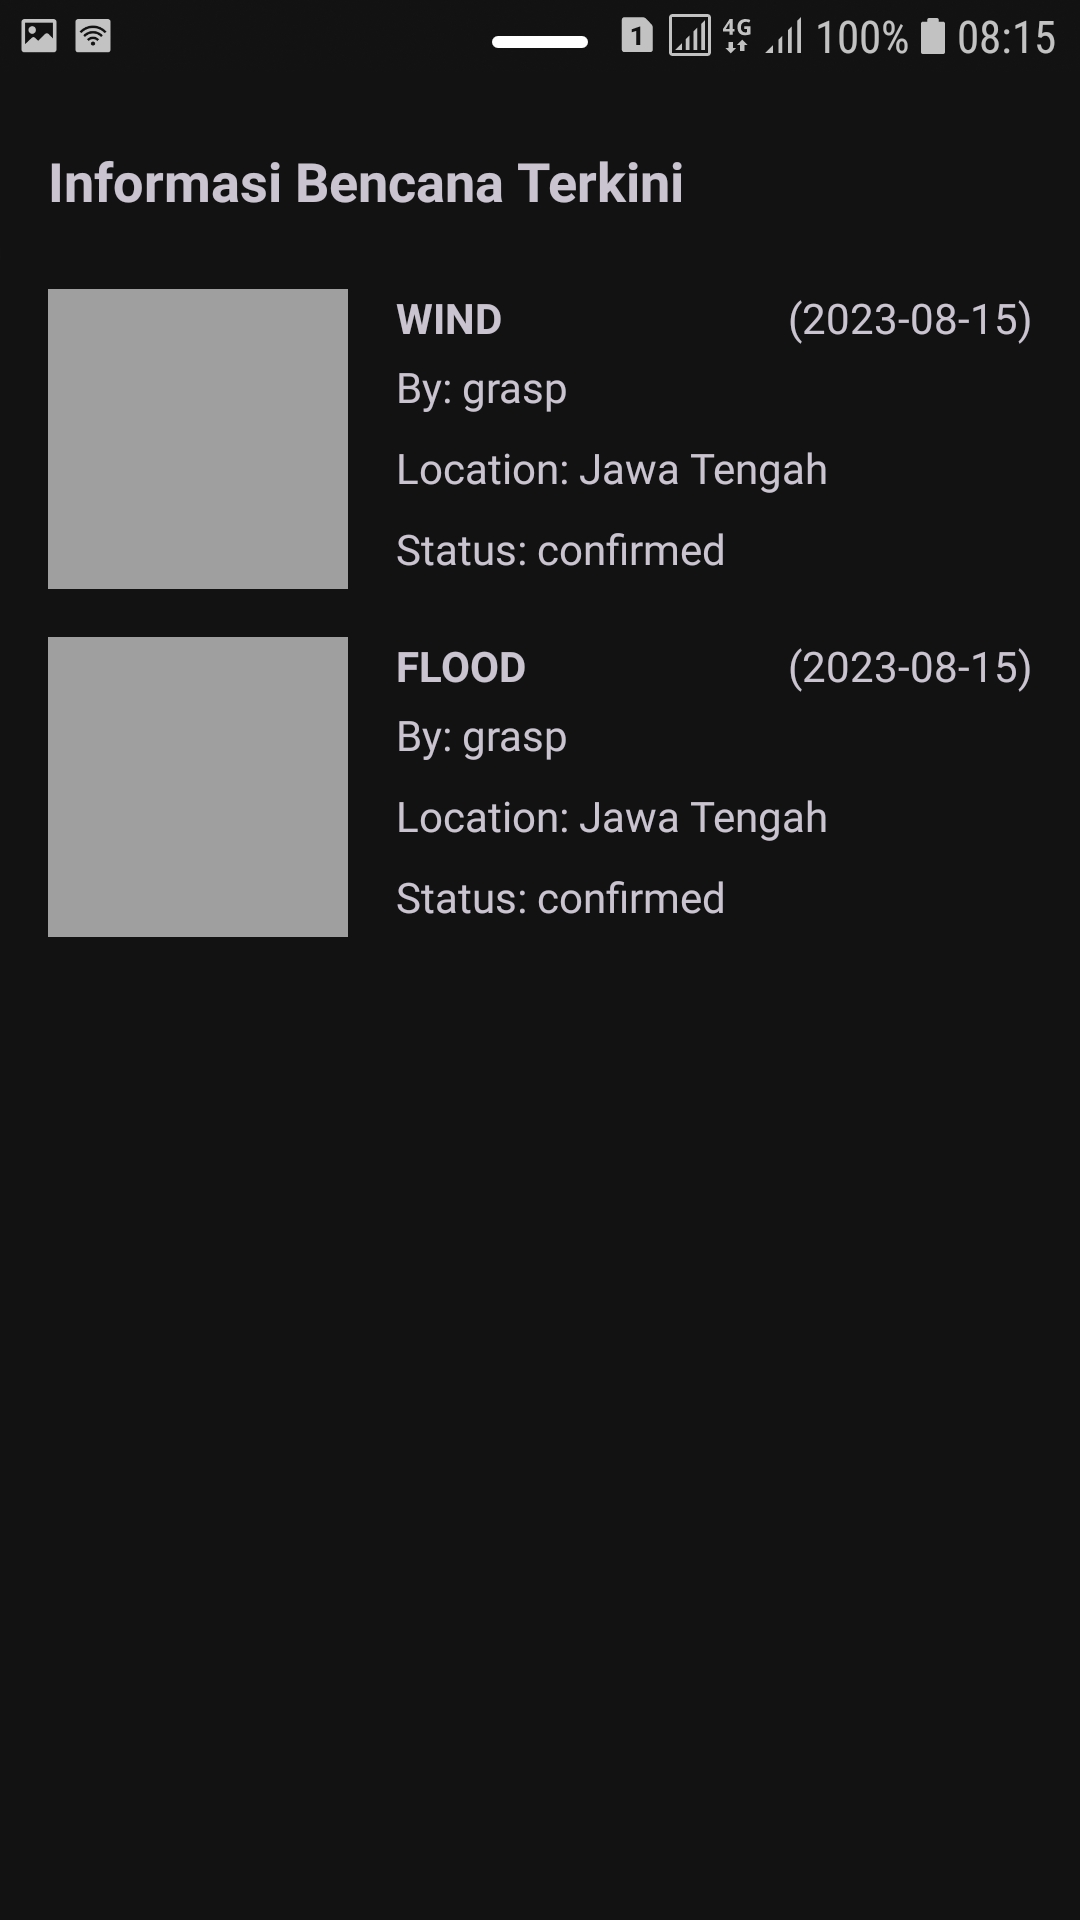 1 4G 100% 08:15
Informasi Bencana Terkini
WIND (2023-08-15)
By: grasp
Location: Jawa Tengah
Status: confirmed
FLOOD (2023-08-15)
By: grasp
Location: Jawa Tengah
Status: confirmed